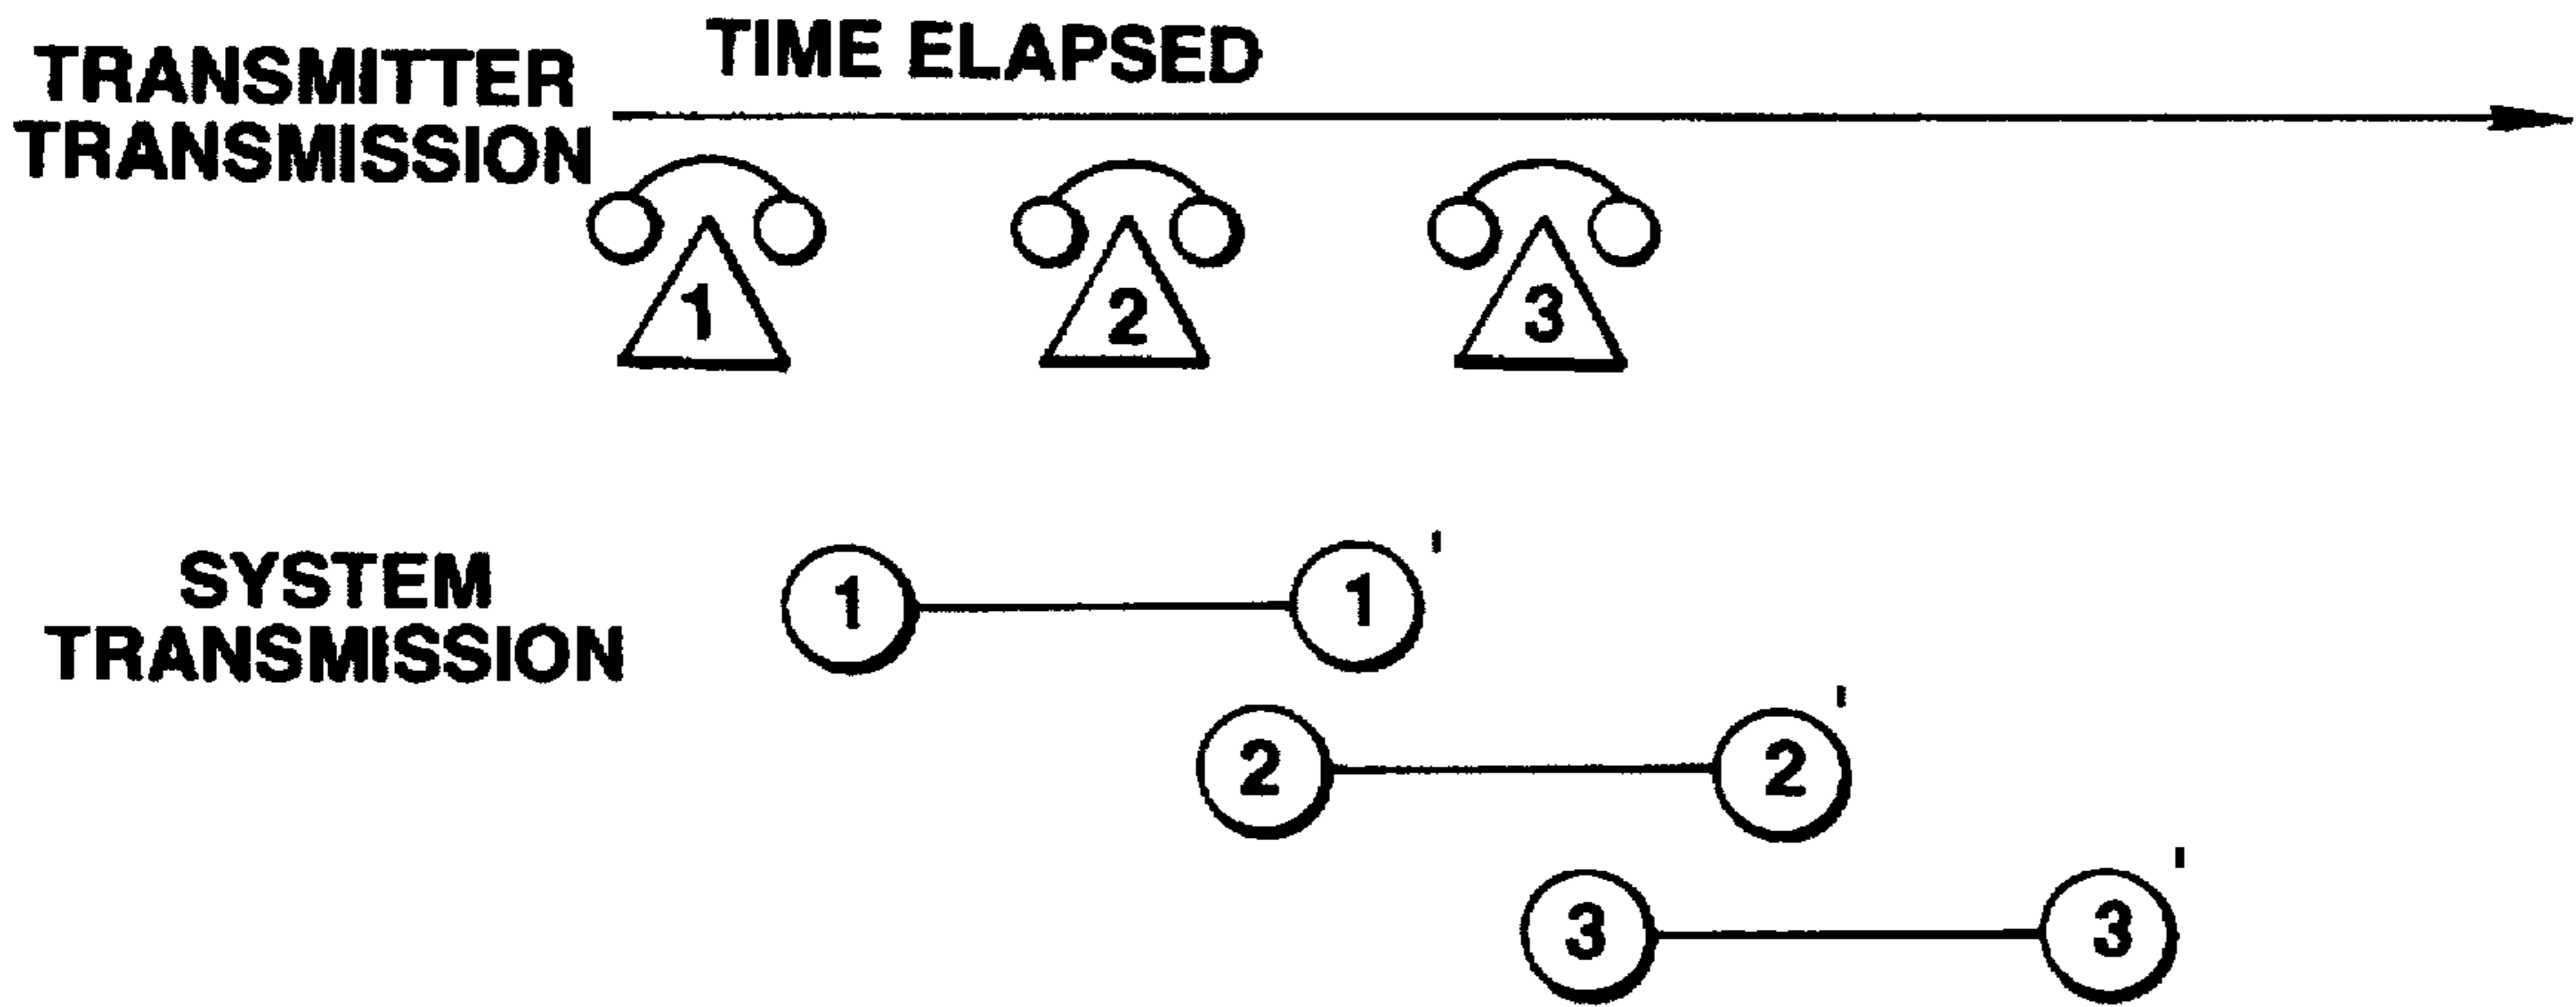 TIME ELAPSED
TRANSMITTER
TRANSMISSION
1 2 3
SYSTEM
TRANSMISSION
1 1'
2 2'
3 3'